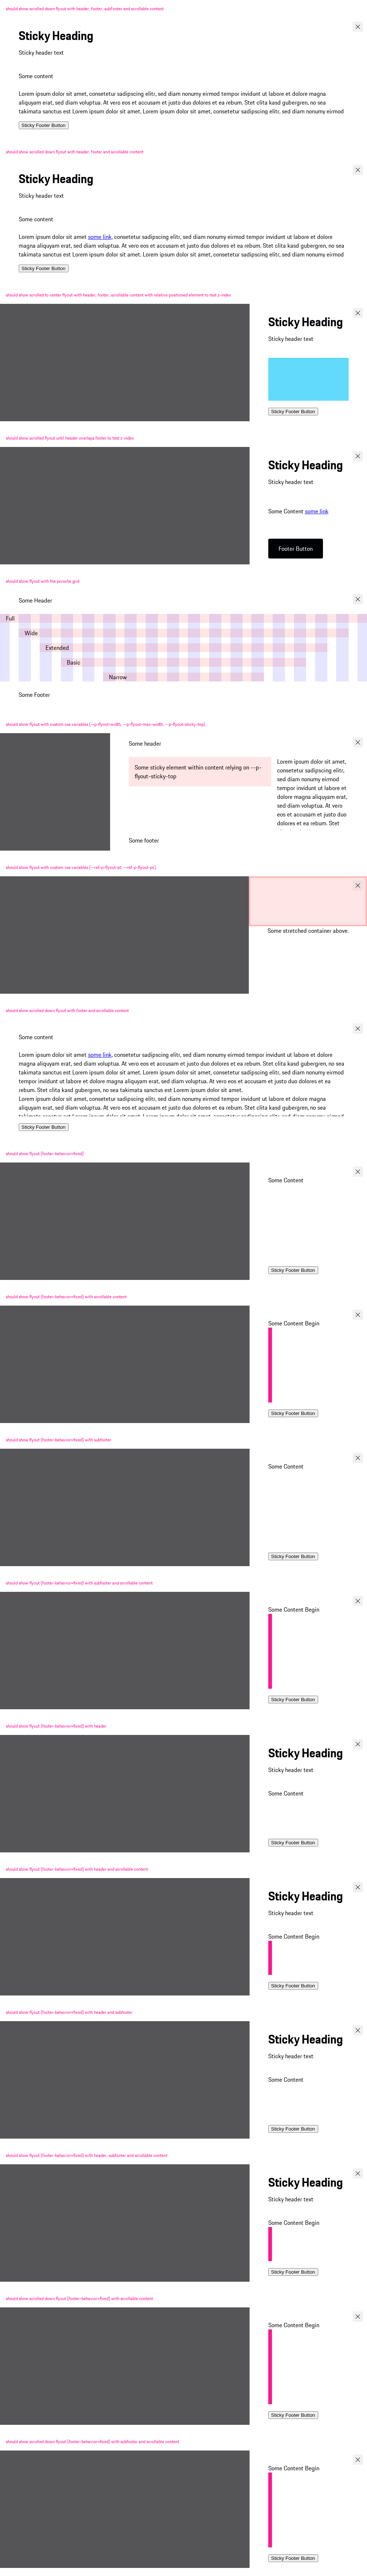 should show scrolled down flyout with header, footer, subFooter and scrollable content
Sticky Heading
Sticky header text
Some content
Lorem ipsum dolor sit amet, consetetur sadipscing elitr, sed diam nonumy eirmod tempor invidunt ut labore et dolore magna
aliquyam erat, sed diam voluptua. At vero eos et accusam et justo duo dolores et ea rebum. Stet clita kasd gubergren, no sea
takimata sanctus est Lorem ipsum dolor sit amet. Lorem ipsum dolor sit amet, consetetur sadipscing elitr, sed diam nonumy eirmod
Sticky Footer Button
should show scrolled down flyout with header, footer and scrollable content
Sticky Heading
Sticky header text
Some content
Lorem ipsum dolor sit amet some link, consetetur sadipscing elitr, sed diam nonumy eirmod tempor invidunt ut labore et dolore
magna aliquyam erat, sed diam voluptua. At vero eos et accusam et justo duo dolores et ea rebum. Stet clita kasd gubergren, no sea
takimata sanctus est Lorem ipsum dolor sit amet. Lorem ipsum dolor sit amet, consetetur sadipscing elitr, sed diam nonumy eirmod
Sticky Footer Button
should show scrolled to center flyout with header, footer, scrollable content with relative positioned element to test z-index
Sticky Heading
Sticky header text
Sticky Footer Button
should show scrolled flyout until header overlaps footer to test z-index
Sticky Heading
Sticky header text
Some Content some link
Footer Button
should show flyout with the porsche grid
Some Header
Full
Wide
Extended
Basic
Narrow
Some Footer
should show flyout with custom css variables (--p-flyout-width, --p-flyout-max-width, --p-flyout-sticky-top)
Some header
Some sticky element within content relying on --p-
flyout-sticky-top
Lorem ipsum dolor sit amet,
consetetur sadipscing elitr,
sed diam nonumy eirmod
tempor invidunt ut labore et
dolore magna aliquyam erat,
sed diam voluptua. At vero
eos et accusam et justo duo
dolores et ea rebum. Stet
Some footer
should show flyout with custom css variables (--ref-p-flyout-pt, --ref-p-flyout-px)
Some stretched container above.
should show scrolled down flyout with footer and scrollable content
Some content
Lorem ipsum dolor sit amet some link, consetetur sadipscing elitr, sed diam nonumy eirmod tempor invidunt ut labore et dolore
magna aliquyam erat, sed diam voluptua. At vero eos et accusam et justo duo dolores et ea rebum. Stet clita kasd gubergren, no sea
takimata sanctus est Lorem ipsum dolor sit amet. Lorem ipsum dolor sit amet, consetetur sadipscing elitr, sed diam nonumy eirmod
tempor invidunt ut labore et dolore magna aliquyam erat, sed diam voluptua. At vero eos et accusam et justo duo dolores et ea
rebum. Stet clita kasd gubergren, no sea takimata sanctus est Lorem ipsum dolor sit amet.
Lorem ipsum dolor sit amet, consetetur sadipscing elitr, sed diam nonumy eirmod tempor invidunt ut labore et dolore magna
aliquyam erat, sed diam voluptua. At vero eos et accusam et justo duo dolores et ea rebum. Stet clita kasd gubergren, no sea
Sticky Footer Button
should show flyout (footer-behavior=fixed)
Some Content
Sticky Footer Button
should show flyout (footer-behavior=fixed) with scrollable content
Some Content Begin
Sticky Footer Button
should show flyout (footer-behavior=fixed) with subfooter
Some Content
Sticky Footer Button
should show flyout (footer-behavior=fixed) with subfooter and scrollable content
Some Content Begin
Sticky Footer Button
should show flyout (footer-behavior=fixed) with header
Sticky Heading
Sticky header text
Some Content
Sticky Footer Button
should show flyout (footer-behavior=fixed) with header and scrollable content
Sticky Heading
Sticky header text
Some Content Begin
Sticky Footer Button
should show flyout (footer-behavior=fixed) with header and subfooter
Sticky Heading
Sticky header text
Some Content
Sticky Footer Button
should show flyout (footer-behavior=fixed) with header, subfooter and scrollable content
Sticky Heading
Sticky header text
Some Content Begin
Sticky Footer Button
should show scrolled down flyout (footer-behavior=fixed) with scrollable content
Some Content Begin
Sticky Footer Button
should show scrolled down flyout (footer-behavior=fixed) with subfooter and scrollable content
Some Content Begin
Sticky Footer Button